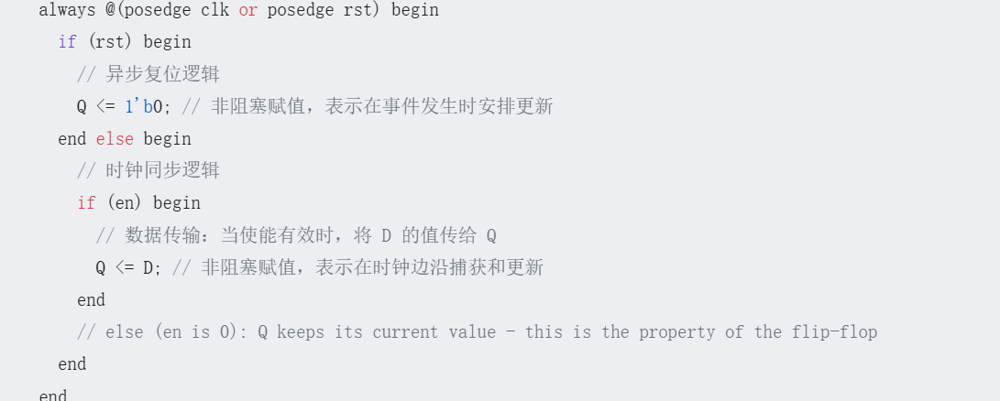 always @(posedge clk or posedge rst) begin
if (rst) begin
// 异步复位逻辑
Q <= 1'b0; // 非阻塞赋值，表示在事件发生时安排更新
end else begin
// 时钟同步逻辑
if (en) begin
// 数据传输：当使能有效时，将 D 的值传给 Q
Q <= D; // 非阻塞赋值，表示在时钟边沿捕获和更新
end
// else (en is 0): Q keeps its current value - this is the property of the flip-flop
end
end